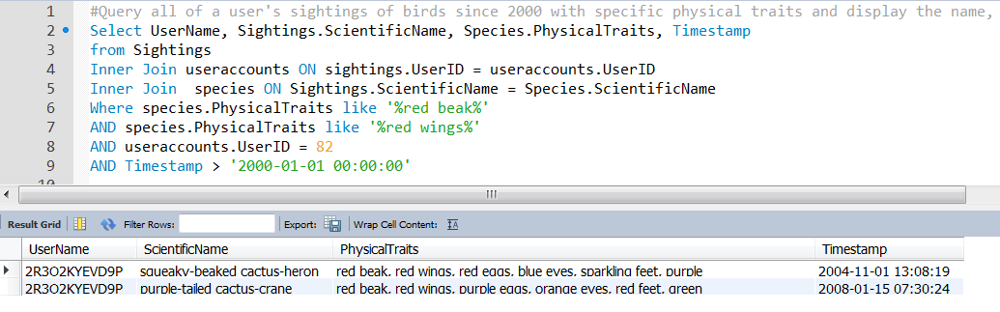 1 #Query all of a user's sightings of birds since 2000 with specific physical traits and display the name,
2 Select UserName, Sightings.ScientificName, Species.PhysicalTraits, Timestamp
3 from Sightings
4 Inner Join useraccounts ON sightings.UserID = useraccounts.UserID
5 Inner Join species ON Sightings.ScientificName = Species.ScientificName
6 Where species.PhysicalTraits like '%red beak%'
7 AND species.PhysicalTraits like '%red wings%'
8 AND useraccounts.UserID = 82
9 AND Timestamp > '2000-01-01 00:00:00'
10
Result Grid Filter Rows: Export: Wrap Cell Content:
UserName ScientificName PhysicalTraits Timestamp
2R3O2KYEVD9P squeaky-beaked cactus-heron red beak, red wings, red eggs, blue eyes, sparkling feet, purple 2004-11-01 13:08:19
2R3O2KYEVD9P purple-tailed cactus-crane red beak, red wings, purple eggs, orange eyes, red feet, green 2008-01-15 07:30:24